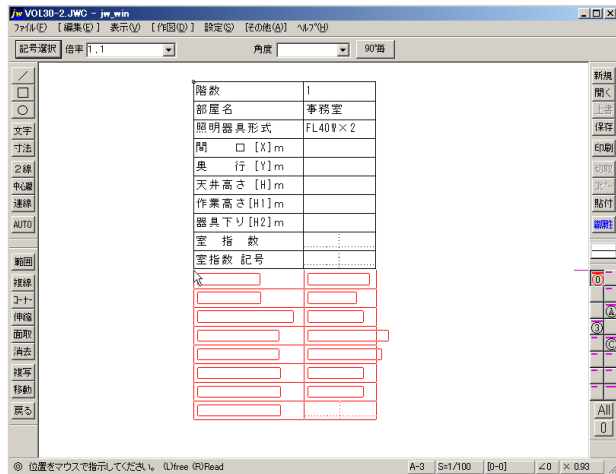 VOL30-2.JWC - jw_win
ファイル(F) [編集(E)] 表示(V) [作図(D)] 設定(S) [その他(A)] ヘルプ(H)
記号選択 倍率 1,1 角度 90°毎
文字
寸法
2線
中心線
連線
AUTO
範囲
複線
コーナー
伸縮
面取
消去
複写
移動
戻る
階数 1
部屋名 事務室
照明器具形式 FL40W×2
間 口 [X]m
奥 行 [Y]m
天井高さ [H]m
作業高さ[H1]m
器具下り[H2]m
室 指 数
室指数 記号
新規
開く
上書
保存
印刷
切取
コピー
貼付
線属性
0
A
3
C
All
0
◎ 位置をマウスで指示してください。 (L)free (R)Read A-3 S=1/100 [0-0] ∠0 × 0.93